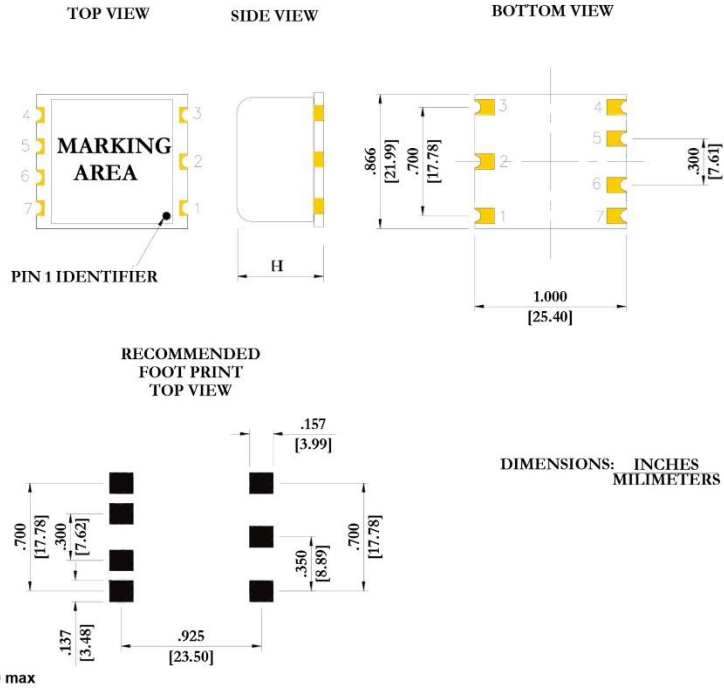 TOP VIEW
SIDE VIEW
BOTTOM VIEW
4
5
6
7
MARKING
AREA
3
2
1
PIN 1 IDENTIFIER
H
.866
[21.99]
.700
[17.78]
3
2
1
4
5
6
7
.300
[7.61]
1.000
[25.40]
RECOMMENDED
FOOT PRINT
TOP VIEW
.157
[3.99]
DIMENSIONS: INCHES
MILIMETERS
.700
[17.78]
.300
[7.62]
.350
[8.89]
.700
[17.78]
.137
[3.48]
.925
[23.50]
max